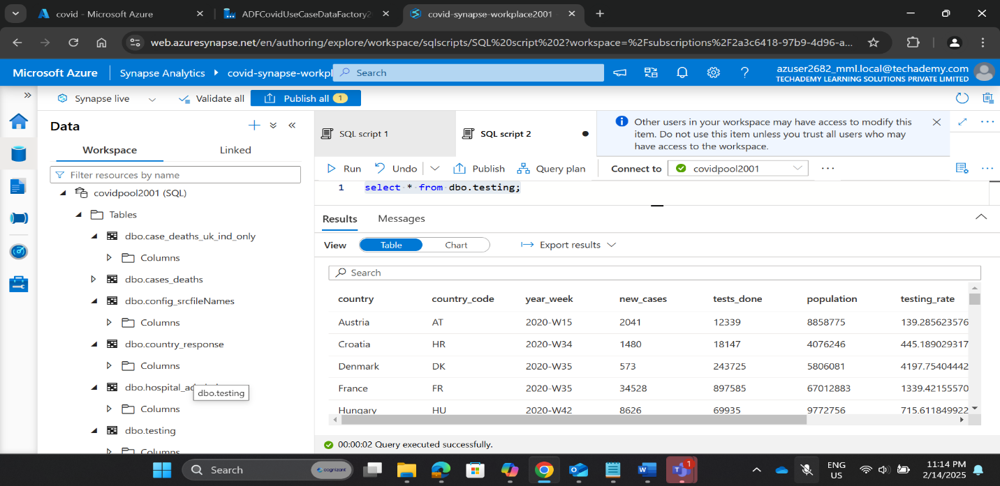 covid - Microsoft Azure
ADFCovidUseCaseDataFactory2
covid-synapse-workplace2001
web.azuresynapse.net/en/authoring/explore/workspace/sqlscripts/SQL%20script%202?workspace=%2Fsubscriptions%2F2a3c6418-97b9-4d96-a...
Microsoft Azure
Synapse Analytics
covid-synapse-workpl
Search
azuser2682_mml.local@techademy.com
TECHADEMY LEARNING SOLUTIONS PRIVATE LIMITED
Synapse live
Validate all
Publish all 1
Data
Workspace
Linked
Filter resources by name
covidpool2001 (SQL)
Tables
dbo.case_deaths_uk_ind_only
Columns
dbo.cases_deaths
dbo.config_srcfileNames
Columns
dbo.country_response
Columns
dbo.hospital_ad
dbo.testing
Columns
dbo.testing
Columns
SQL script 1
SQL script 2
Other users in your workspace may have access to modify this
item. Do not use this item unless you trust all users who may
have access to the workspace.
Run
Undo
Publish
Query plan
Connect to
covidpool2001
1 select * from dbo.testing;
Results
Messages
View
Table
Chart
Export results
Search
country country_code year_week new_cases tests_done population testing_rate
Austria AT 2020-W15 2041 12339 8858775 139.285623576
Croatia HR 2020-W34 1480 18147 4076246 445.189029317
Denmark DK 2020-W35 573 243725 5806081 4197.75404442
France FR 2020-W35 34528 897585 67012883 1339.42155570
Hungary HU 2020-W42 8626 69935 9772756 715.611849922
00:00:02 Query executed successfully.
Search
cognizant
1
ENG
US
11:14 PM
2/14/2025